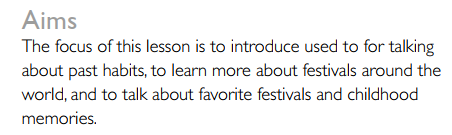 Aims
The focus of this lesson is to introduce used to for talking
about past habits, to learn more about festivals around the
world, and to talk about favorite festivals and childhood
memories.